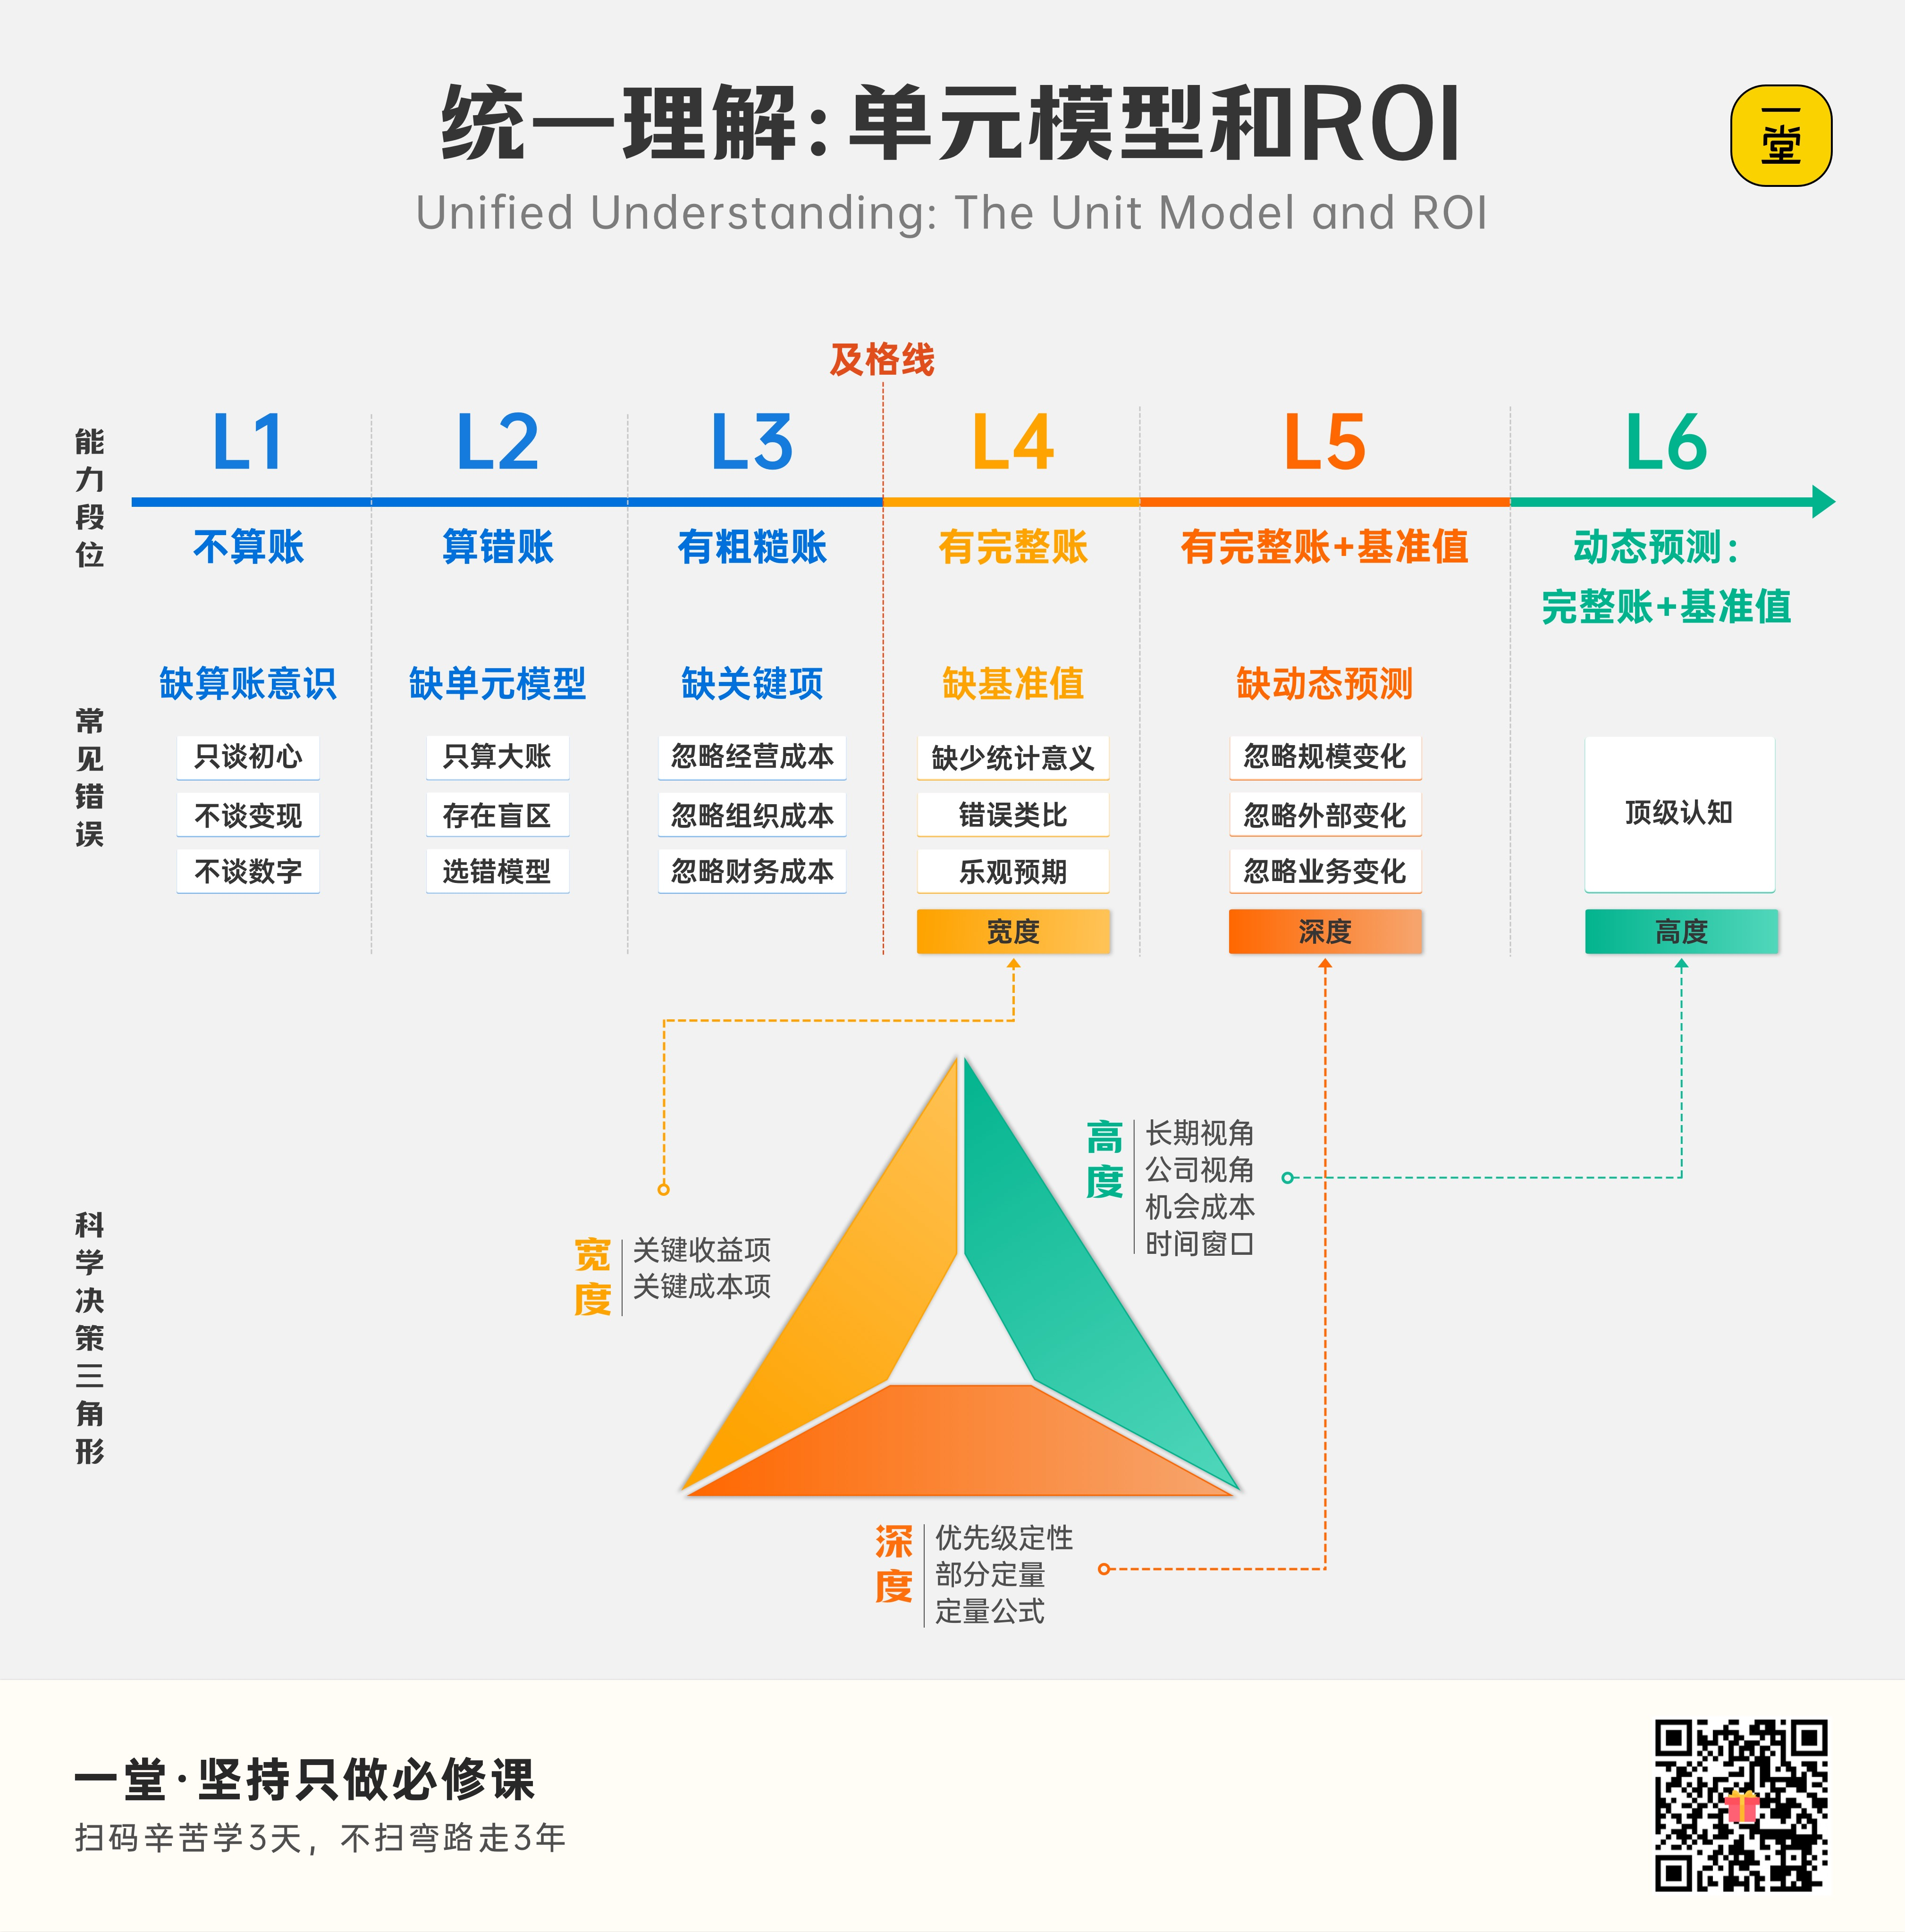 统一理解：单元模型和ROI
Unified Understanding: The Unit Model and ROI
一堂
及格线
能力段位
L1
L2
L3
L4
L5
L6
不算账
算错账
有粗糙账
有完整账
有完整账+基准值
动态预测：
完整账+基准值
常见错误
缺算账意识
只谈初心
不谈变现
不谈数字
缺单元模型
只算大账
存在盲区
选错模型
缺关键项
忽略经营成本
忽略组织成本
忽略财务成本
缺基准值
缺少统计意义
错误类比
乐观预期
宽度
缺动态预测
忽略规模变化
忽略外部变化
忽略业务变化
深度
顶级认知
高度
科学决策三角形
宽度
关键收益项
关键成本项
高度
长期视角
公司视角
机会成本
时间窗口
深度
优先级定性
部分定量
定量公式
一堂·坚持只做必修课
扫码辛苦学3天，不扫弯路走3年